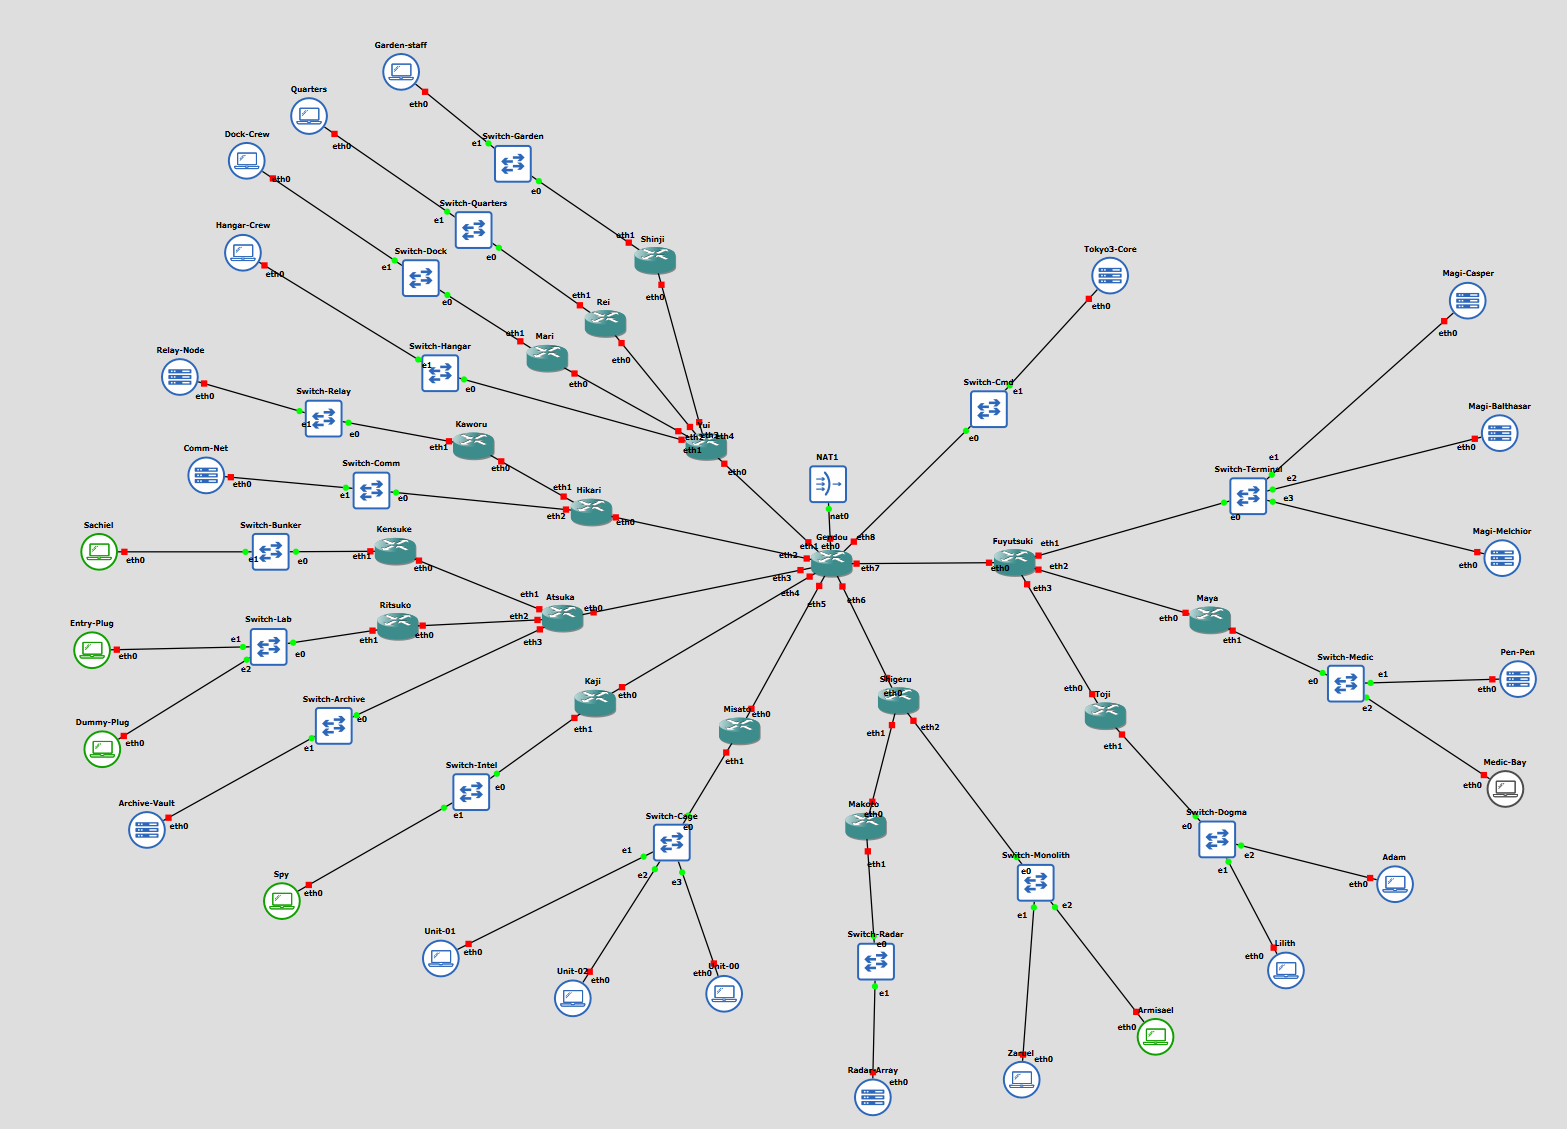 Garden-staff
eth0
Quarters
eth0
Dock-Crew
eth0
Hangar-Crew
eth0
e1
Switch-Garden
e0
e1
Switch-Quarters
e0
e1
Switch-Dock
e0
e1
Switch-Hangar
e0
eth1
Shinji
eth0
eth1
Rei
eth0
eth1
Mari
eth0
Relay-Node
eth0
Switch-Relay
e1
e0
Kaworu
eth1
eth0
Comm-Net
eth0
Switch-Comm
e1
e0
Hikari
eth1
eth2
eth0
Yui
eth2
eth3
eth4
eth1
eth0
Sachiel
eth0
Switch-Bunker
e1
e0
Kensuke
eth1
eth0
Entry-Plug
eth0
Switch-Lab
e1
e0
e2
Ritsuko
eth1
eth0
Dummy-Plug
eth0
Atsuka
eth1
eth2
eth3
eth0
Switch-Archive
e0
e1
Archive-Vault
eth0
NAT1
nat0
Gendou
eth1
eth0
eth8
eth2
eth3
eth4
eth5
eth6
eth7
Switch-Cmd
e1
e0
Tokyo3-Core
eth0
Fuyutsuki
eth0
eth1
eth2
eth3
Switch-Terminal
e1
e2
e3
e0
Magi-Casper
eth0
Magi-Balthasar
eth0
Magi-Melchior
eth0
Maya
eth0
eth1
Switch-Medic
e0
e1
e2
Pen-Pen
eth0
Medic-Bay
eth0
Toji
eth0
eth1
Switch-Dogma
e0
e2
e1
Adam
eth0
Lilith
eth0
Kaji
eth0
eth1
Switch-Intel
e0
e1
Spy
eth0
Misato
eth0
eth1
Switch-Cage
e0
e1
e2
e3
Unit-01
eth0
Unit-02
eth0
Unit-00
eth0
Shigeru
eth0
eth1
eth2
Makoto
eth0
eth1
Switch-Radar
e0
e1
Radar-Array
eth0
Switch-Monolith
e0
e1
e2
eth0
Armisael
eth0